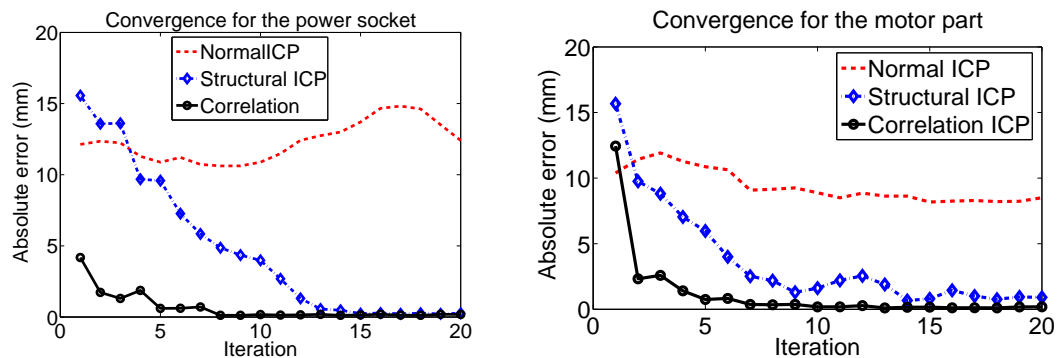 Convergence for the power socket
20
15
10
5
0
0
5
10
15
20
Absolute error (mm)
Iteration
NormalICP
Structural ICP
Correlation
Convergence for the motor part
20
15
10
5
0
0
5
10
15
20
Absolute error (mm)
Iteration
Normal ICP
Structural ICP
Correlation ICP